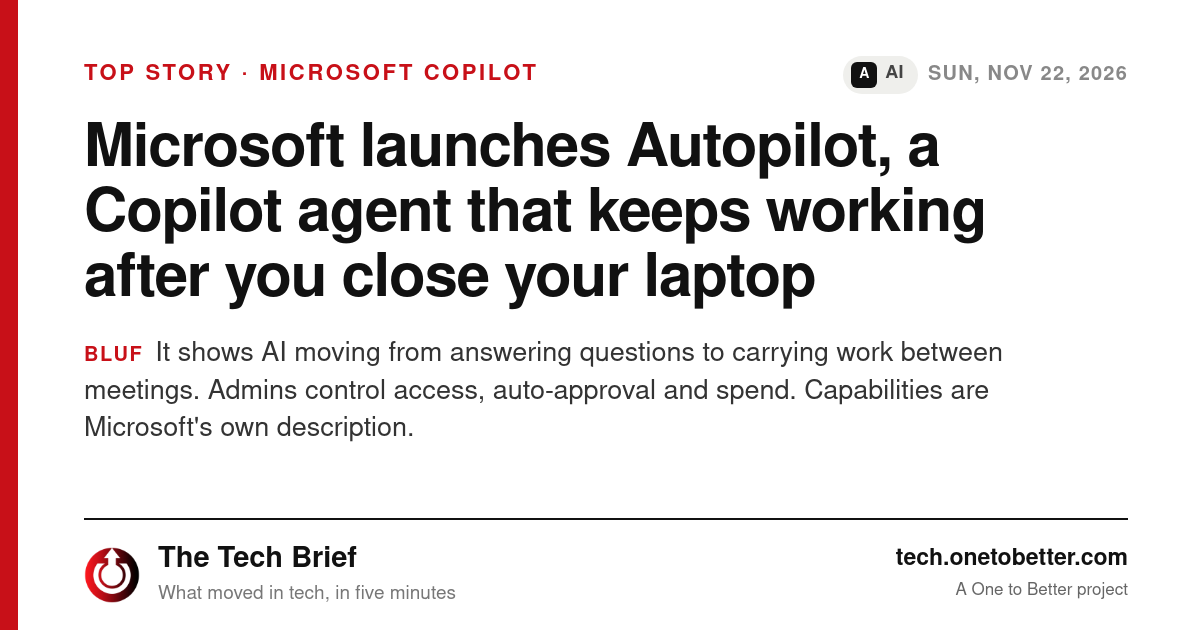 TOP STORY · MICROSOFT COPILOT
A AI SUN, NOV 22, 2026
Microsoft launches Autopilot, a
Copilot agent that keeps working
after you close your laptop
BLUF It shows AI moving from answering questions to carrying work between
meetings. Admins control access, auto-approval and spend. Capabilities are
Microsoft's own description.
The Tech Brief
What moved in tech, in five minutes
tech.onetobetter.com
A One to Better project